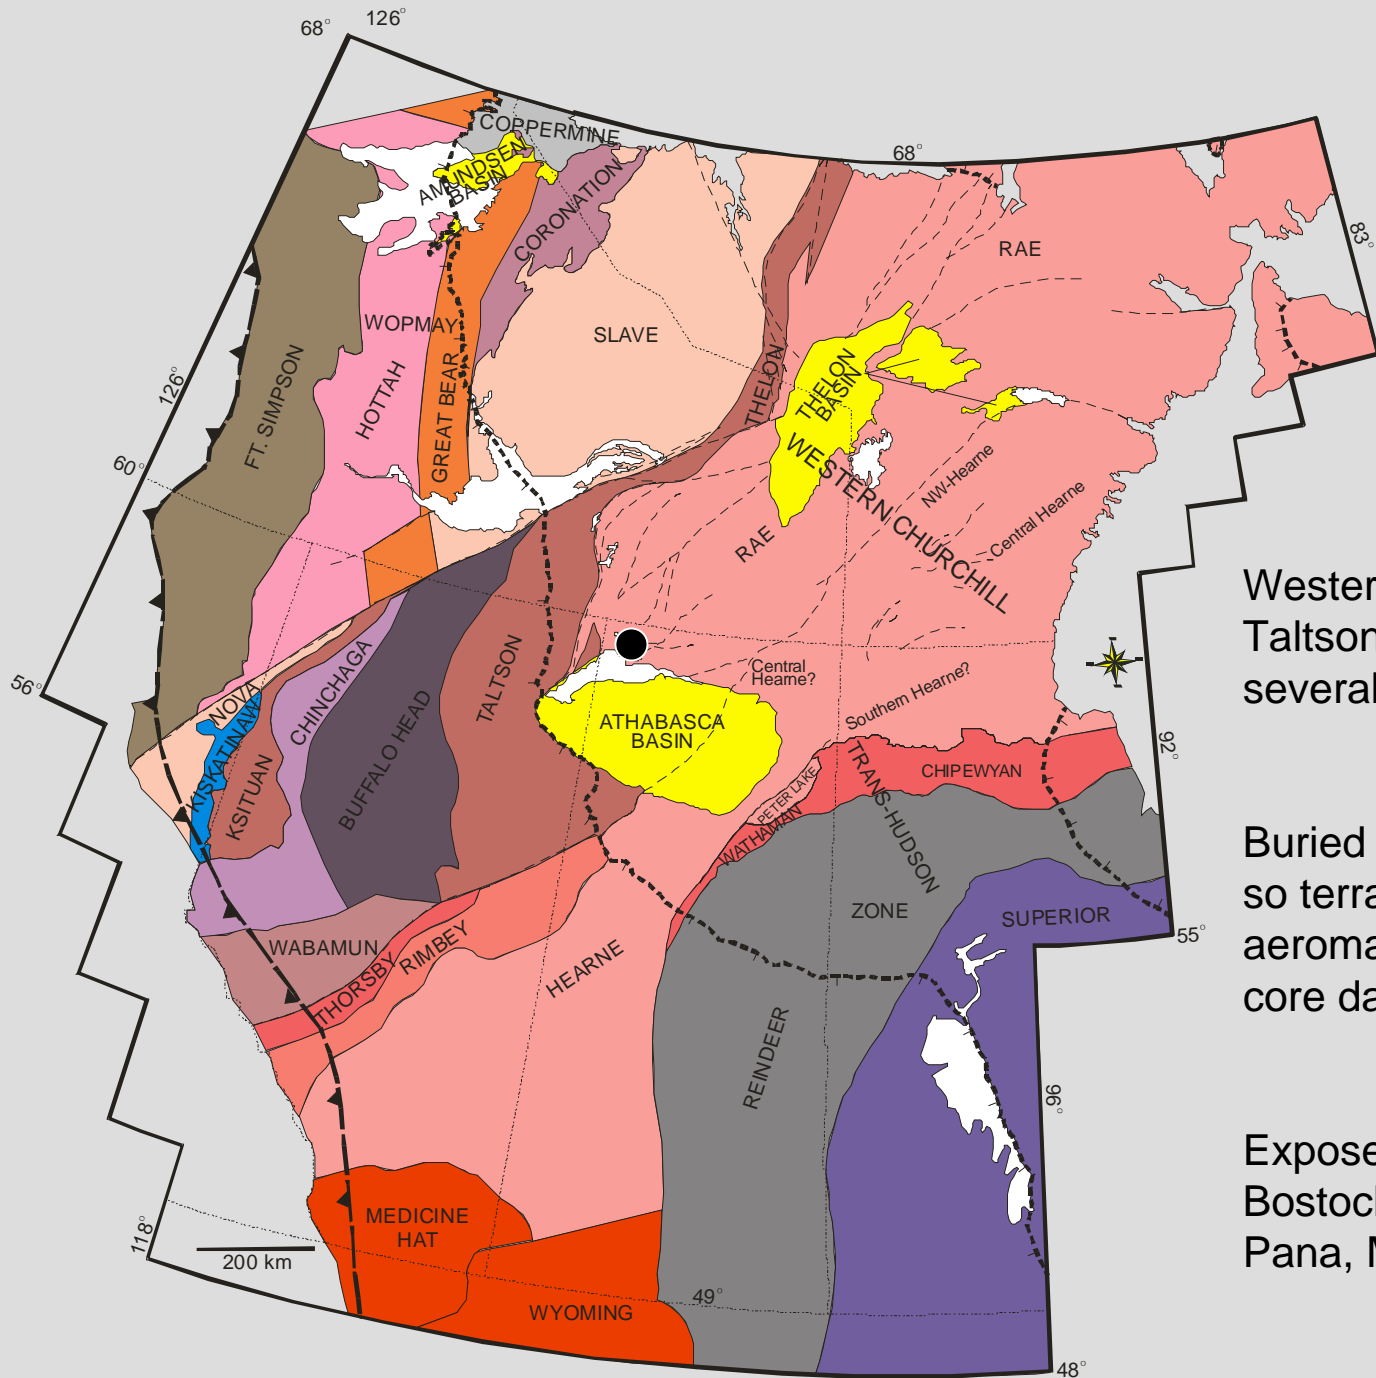 68°
126°
COPPERMINE
AMUNDSEN
BASIN
CORONATION
68°
RAE
83°
WOPMAY
SLAVE
126°
FT. SIMPSON
HOTTAH
GREAT BEAR
THELON
THELON
BASIN
60°
WESTERN CHURCHILL
NW-Hearne
Central Hearne
RAE
Wester
Taltson
several
56°
NOVA
CHINCHAGA
TALTSON
Central
Hearne?
Southern Hearne?
KISKATINAW
BUFFALO HEAD
ATHABASCA
BASIN
92°
KSITUAN
PETER LAKE
CHIPEWYAN
WATHAMAN
TRANS-HUDSON
Buried
so terra
aeroma
core da
ZONE
SUPERIOR
55°
WABAMUN
RIMBEY
THORSBY
HEARNE
REINDEER
96°
Expose
Bostock
Pana, M
MEDICINE
HAT
118°
200 km
49°
WYOMING
48°